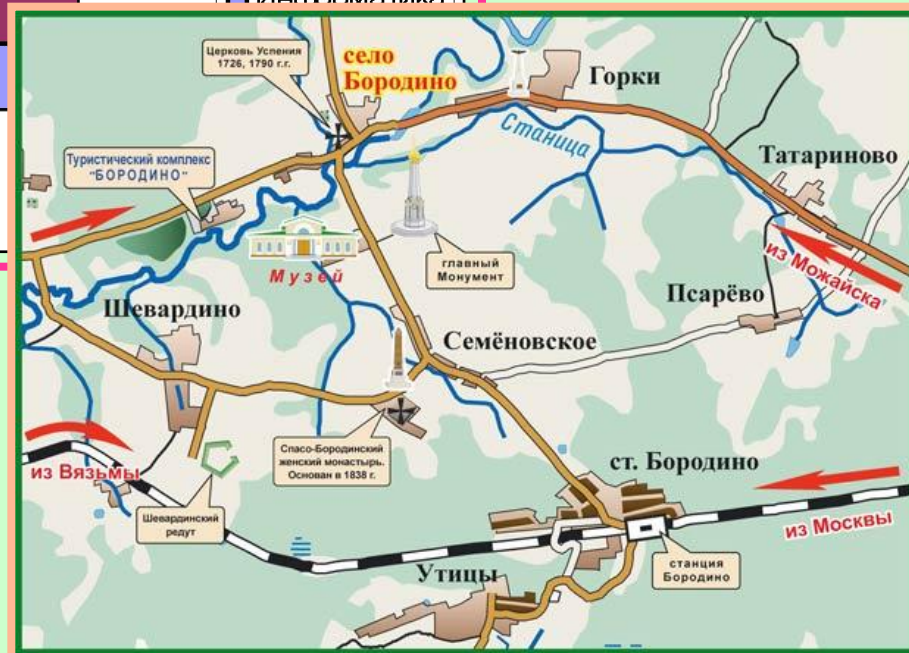 Церковь Успения
1726, 1790 г.г.
село
Бородино
Горки
Станица
Татариново
Туристический комплекс
"БОРОДИНО"
из Можайска
главный
Монумент
Музей
Псарёво
Шевардино
Семёновское
Спасо-Бородинский
женский монастырь.
Основан в 1838 г.
ст. Бородино
из Вязьмы
Шевардинский
редут
из Москвы
станция
Бородино
Утицы